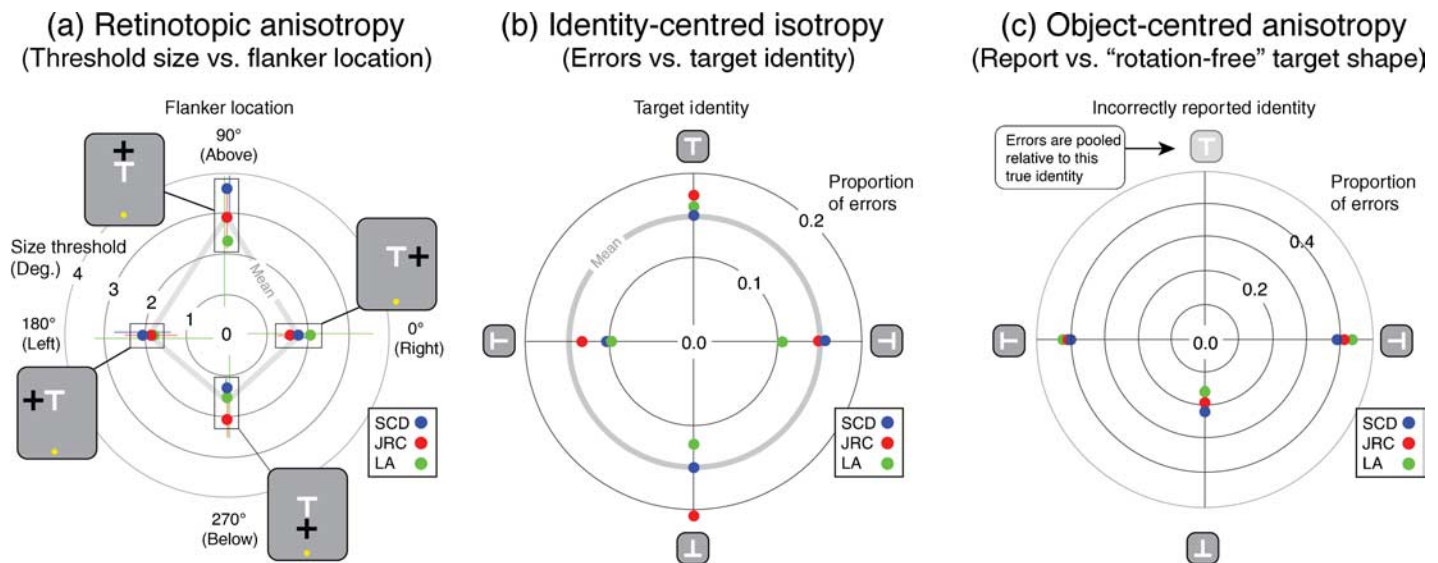 (a) Retinotopic anisotropy
(Threshold size vs. flanker location)
Flanker location
90°
(Above)
Size threshold
(Deg.)
4
3
2
1
0
Mean
180°
(Left)
0°
(Right)
270°
(Below)
SCD
JRC
LA
(b) Identity-centred isotropy
(Errors vs. target identity)
Target identity
T
Proportion
of errors
0.2
Mean
0.1
0.0
T
T
SCD
JRC
LA
T
(c) Object-centred anisotropy
(Report vs. “rotation-free” target shape)
Incorrectly reported identity
Errors are pooled
relative to this
true identity
T
Proportion
of errors
0.4
0.2
0.0
T
T
SCD
JRC
LA
T